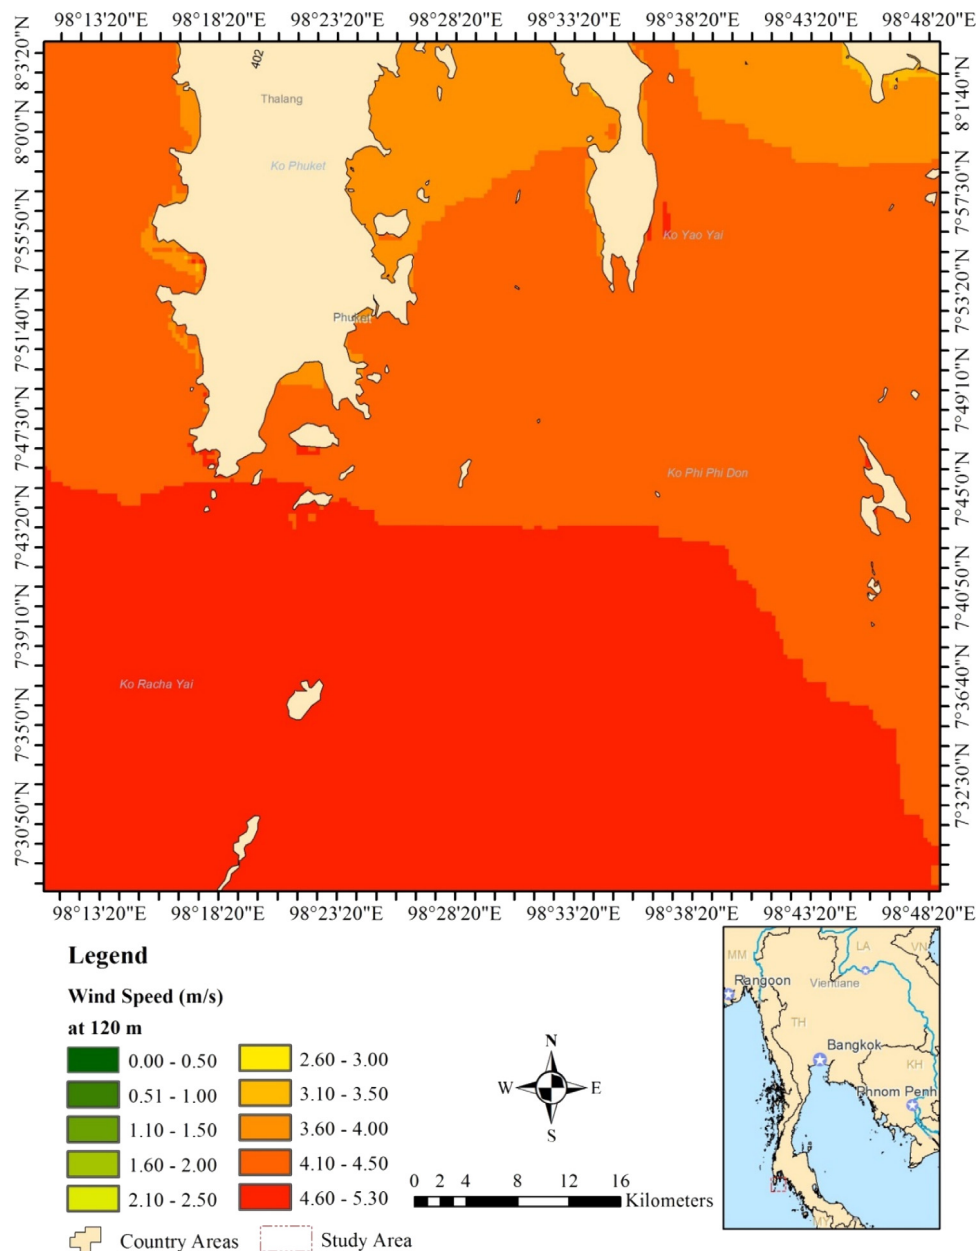 98°13'20"E 98°18'20"E 98°23'20"E 98°28'20"E 98°33'20"E 98°38'20"E 98°43'20"E 98°48'20"E
8°3'20"N
8°0'0"N
7°55'50"N
7°51'40"N
7°47'30"N
7°43'20"N
7°39'10"N
7°35'0"N
7°30'50"N
402
Thalang
Ko Phuket
Ko Yao Yai
Phuket
Ko Phi Phi Don
Ko Racha Yai
8°1'40"N
7°57'30"N
7°53'20"N
7°49'10"N
7°45'0"N
7°40'50"N
7°36'40"N
7°32'30"N
98°13'20"E 98°18'20"E 98°23'20"E 98°28'20"E 98°33'20"E 98°38'20"E 98°43'20"E 98°48'20"E
Legend
Wind Speed (m/s)
at 120 m
0.00 - 0.50
0.51 - 1.00
1.10 - 1.50
1.60 - 2.00
2.10 - 2.50
2.60 - 3.00
3.10 - 3.50
3.60 - 4.00
4.10 - 4.50
4.60 - 5.30
Country Areas
Study Area
N
W E
S
0 2 4 8 12 16
Kilometers
MM
LA
VN
Rangoon
Vientiane
TH
Bangkok
KH
Phnom Penh
MY